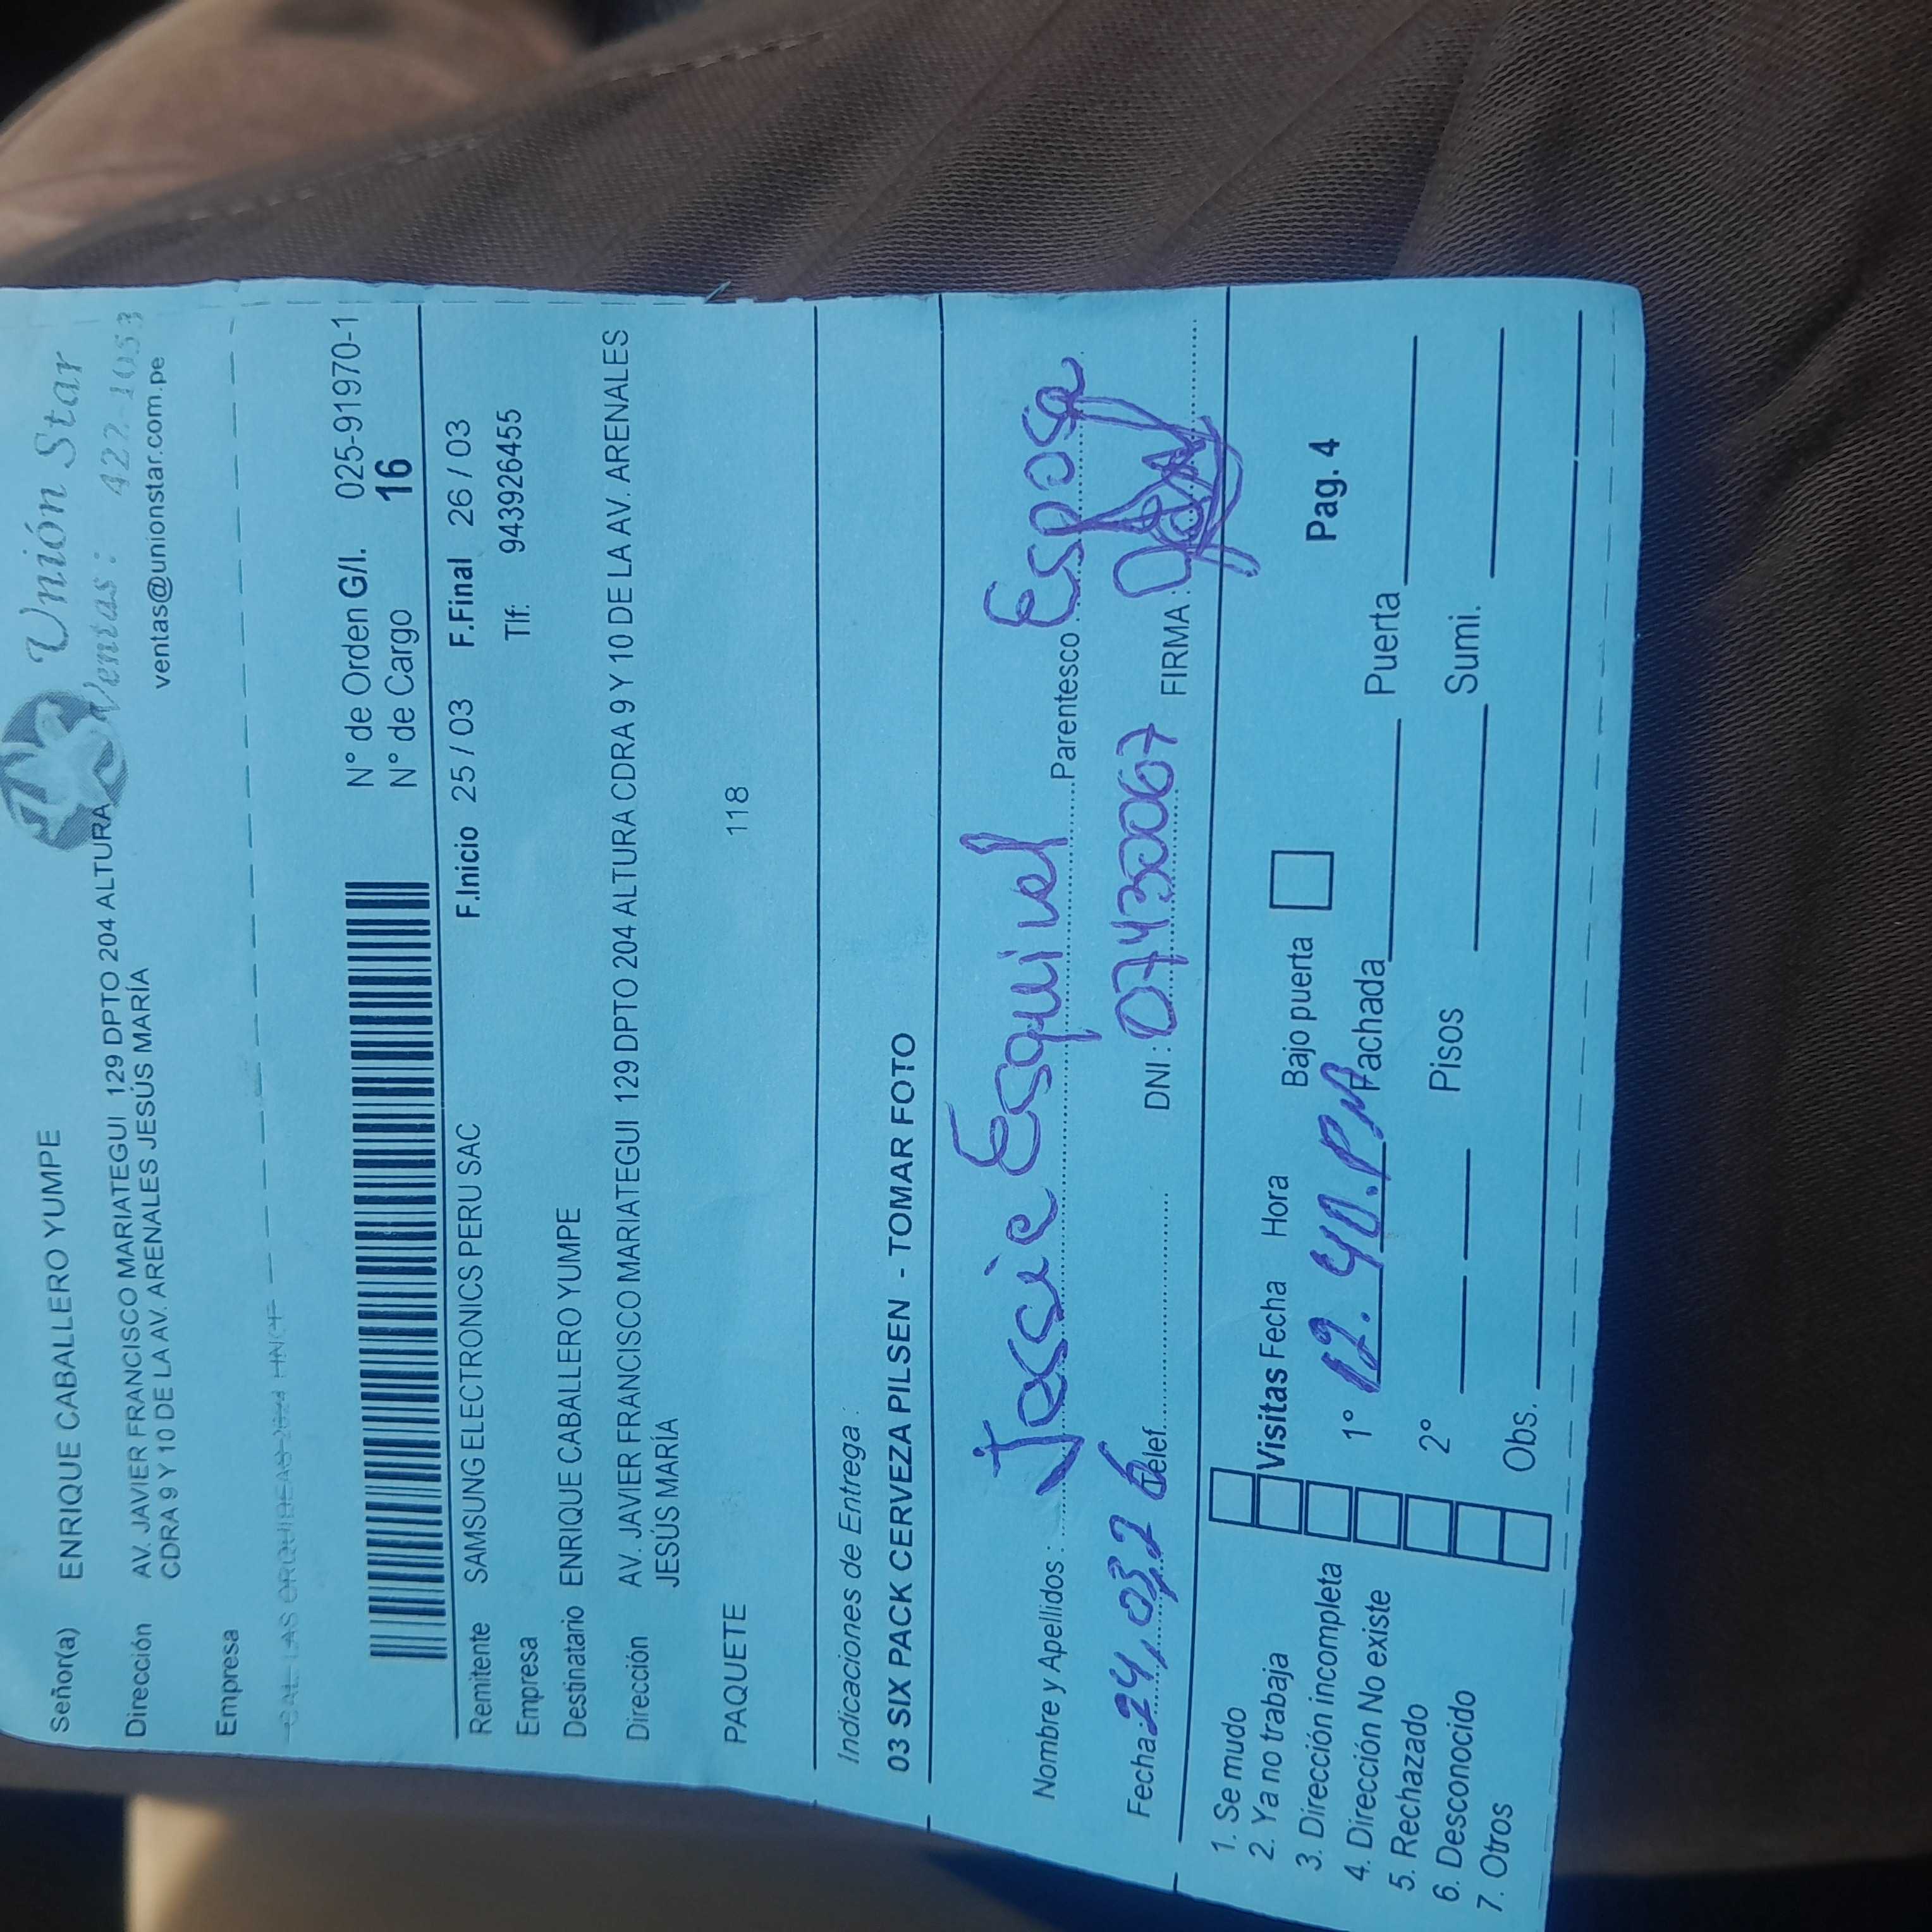 Unión Star
Ventas: 422-1053
ventas@unionstar.com.pe
Señor(a) ENRIQUE CABALLERO YUMPE
Dirección AV. JAVIER FRANCISCO MARIATEGUI 129 DPTO 204 ALTURA
CDRA 9 Y 10 DE LA AV. ARENALES JESÚS MARÍA
Empresa
N° de Orden G/I. 025-91970-1
N° de Cargo 16
Remitente SAMSUNG ELECTRONICS PERU SAC F.Inicio 25 / 03 F.Final 26 / 03
Empresa Tlf: 943926455
Destinatario ENRIQUE CABALLERO YUMPE
Dirección AV. JAVIER FRANCISCO MARIATEGUI 129 DPTO 204 ALTURA CDRA 9 Y 10 DE LA AV. ARENALES
JESÚS MARÍA
PAQUETE 118
Indicaciones de Entrega :
03 SIX PACK CERVEZA PILSEN - TOMAR FOTO
Nombre y Apellidos : Jessie Esquivel Parentesco : Esposa
Fecha: 24,03,26 Telef. DNI : 07430067 FIRMA :
1. Se mudo
2. Ya no trabaja
3. Dirección incompleta
4. Dirección No existe
5. Rechazado
6. Desconocido
7. Otros
Visitas Fecha Hora Bajo puerta Pag. 4
1° 12.40.PM Fachada Puerta
2° Pisos Sumi.
Obs.